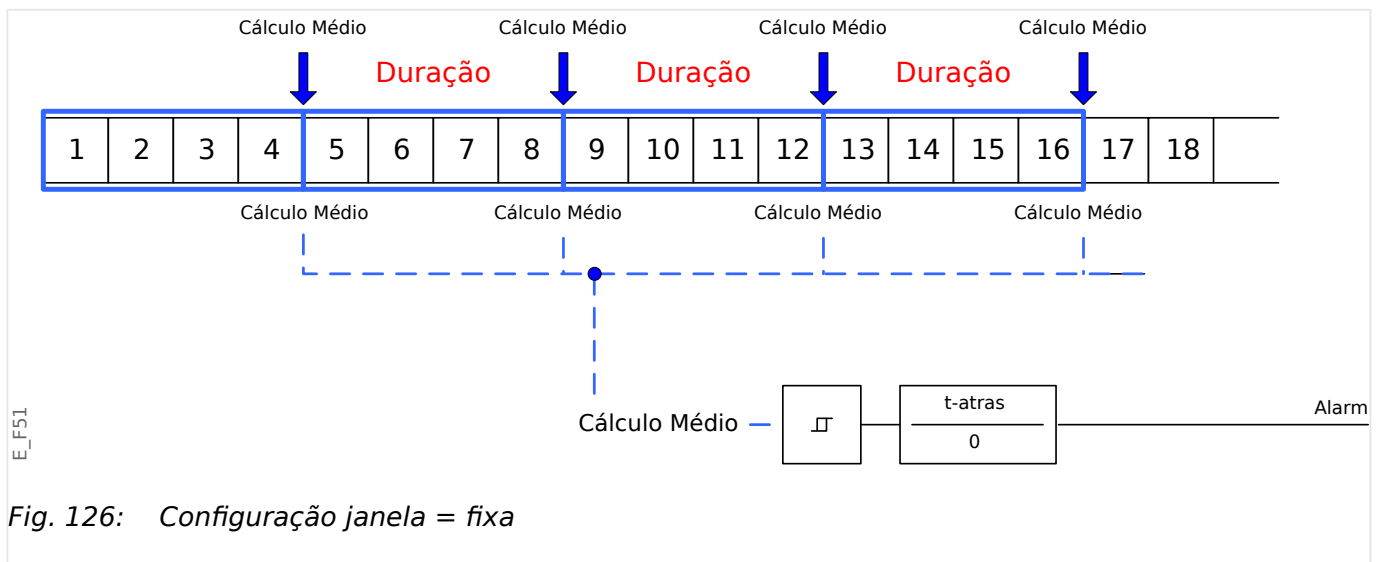 Cálculo Médio Cálculo Médio Cálculo Médio Cálculo Médio
Duração Duração Duração
1 2 3 4 5 6 7 8 9 10 11 12 13 14 15 16 17 18
Cálculo Médio Cálculo Médio Cálculo Médio Cálculo Médio
t-atras
Cálculo Médio Alarm
0
E_F51
Fig. 126: Configuração janela = fixa